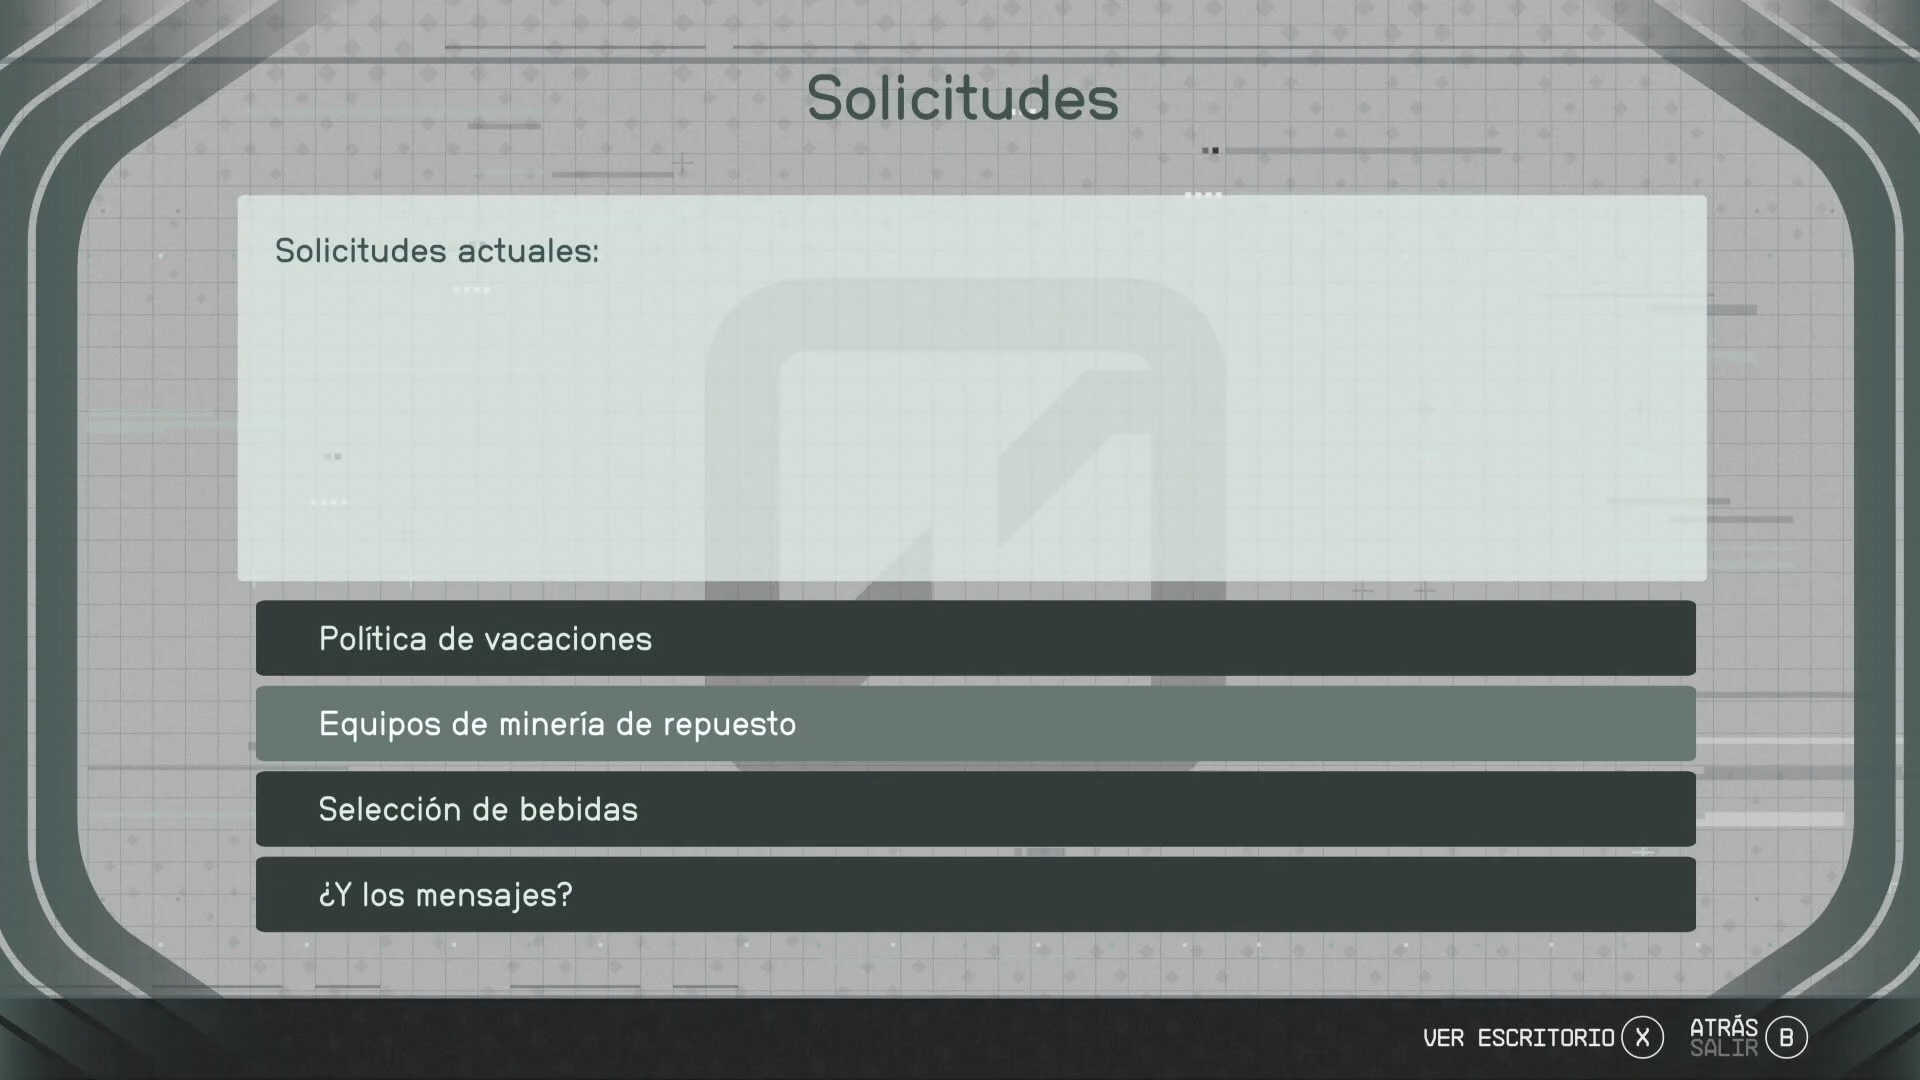 Solicitudes
Solicitudes actuales:
Política de vacaciones
Equipos de minería de repuesto
Selección de bebidas
¿Y los mensajes?
VER ESCRITORIO X ATRÁS B
SALIR